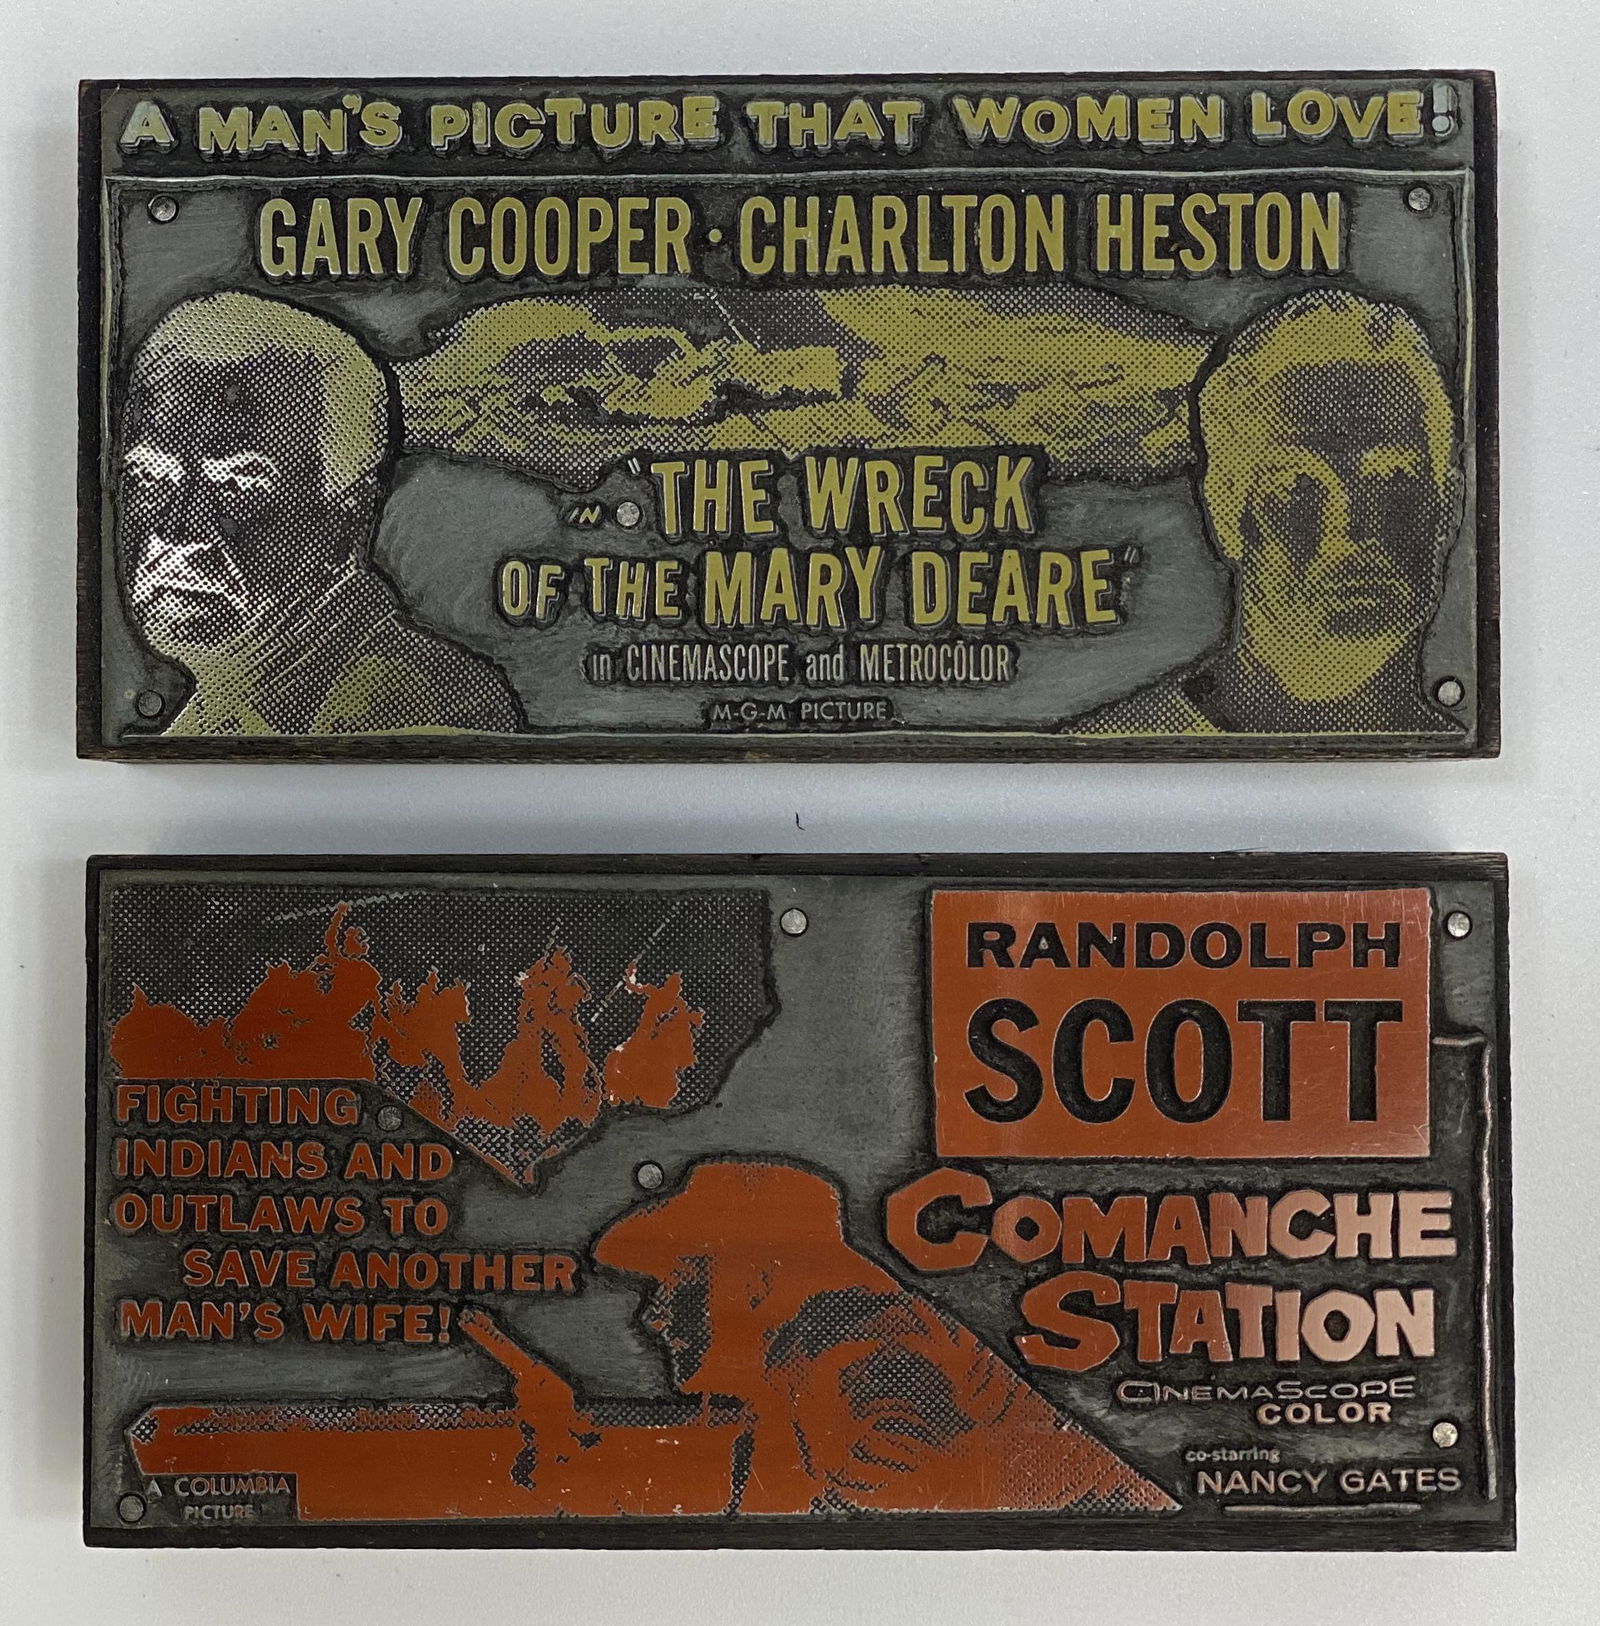 A MAN'S PICTURE THAT WOMEN LOVE!
GARY COOPER · CHARLTON HESTON
IN "THE WRECK
OF THE MARY DEARE"
in CINEMASCOPE and METROCOLOR
M-G-M PICTURE
RANDOLPH
SCOTT
FIGHTING
INDIANS AND
OUTLAWS TO
SAVE ANOTHER
MAN'S WIFE!
COMANCHE
STATION
CINEMASCOPE
COLOR
co-starring
NANCY GATES
A COLUMBIA
PICTURE